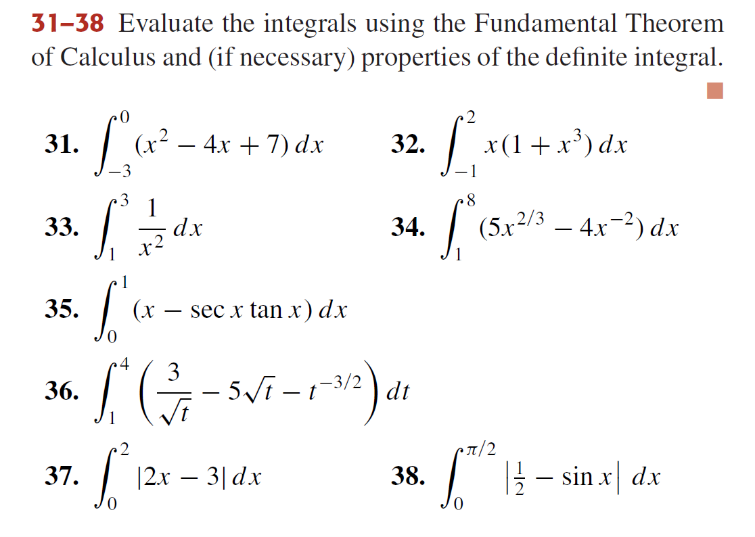 31–38 Evaluate the integrals using the Fundamental Theorem
of Calculus and (if necessary) properties of the definite integral.
31. ∫_{−3}^{0} (x² − 4x + 7) dx 32. ∫_{−1}^{2} x(1 + x³) dx
33. ∫_{1}^{3} 1/x² dx 34. ∫_{1}^{8} (5x^{2/3} − 4x^{−2}) dx
35. ∫_{0}^{1} (x − sec x tan x) dx
36. ∫_{1}^{4} (3/√t − 5√t − t^{−3/2}) dt
37. ∫_{0}^{2} |2x − 3| dx 38. ∫_{0}^{π/2} |1/2 − sin x| dx